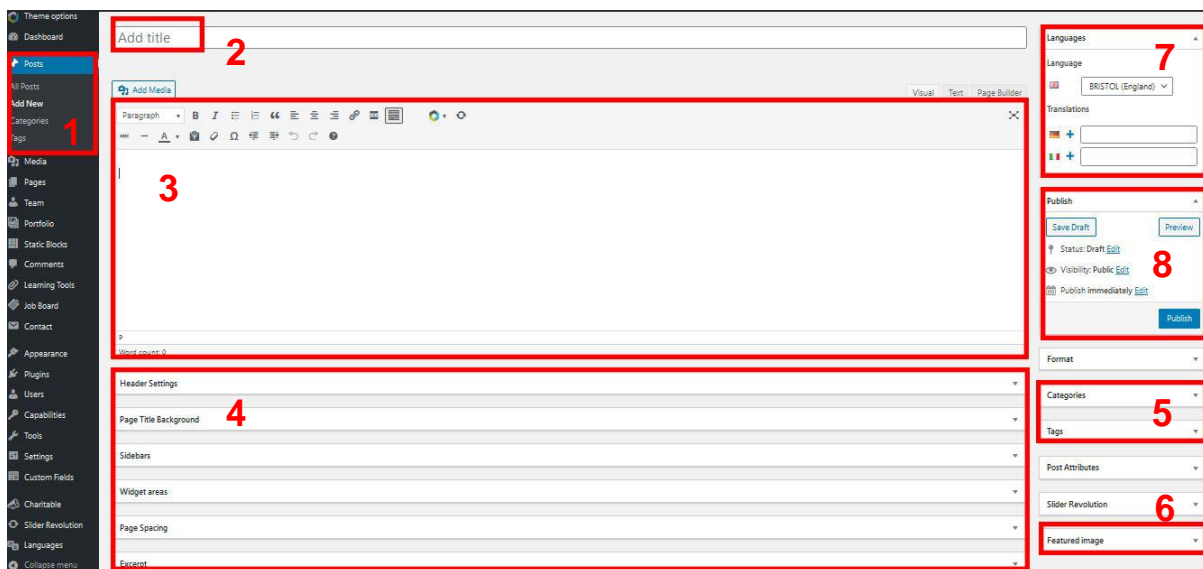 Theme options
Dashboard
Posts
All Posts
Add New
Categories
Tags
1
Media
Pages
Team
Portfolio
Static Blocks
Comments
Learning Tools
Job Board
Contact
Appearance
Plugins
Users
Capabilities
Tools
Settings
Custom Fields
Charitable
Slider Revolution
Languages
Collapse menu
Add title
2
Add Media
Visual Text Page Builder
Paragraph
3
P
Word count: 0
Header Settings
4
Page Title Background
Sidebars
Widget areas
Page Spacing
Excerpt
Languages
7
Language
BRISTOL (England)
Translations
Publish
Save Draft Preview
Status: Draft Edit
8
Visibility: Public Edit
Publish immediately Edit
Publish
Format
Categories
5
Tags
Post Attributes
Slider Revolution
6
Featured image